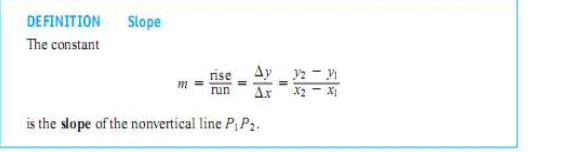 DEFINITION Slope
The constant
m = rise/run = Δy/Δx = (y₂ − y₁)/(x₂ − x₁)
is the slope of the nonvertical line P₁P₂.